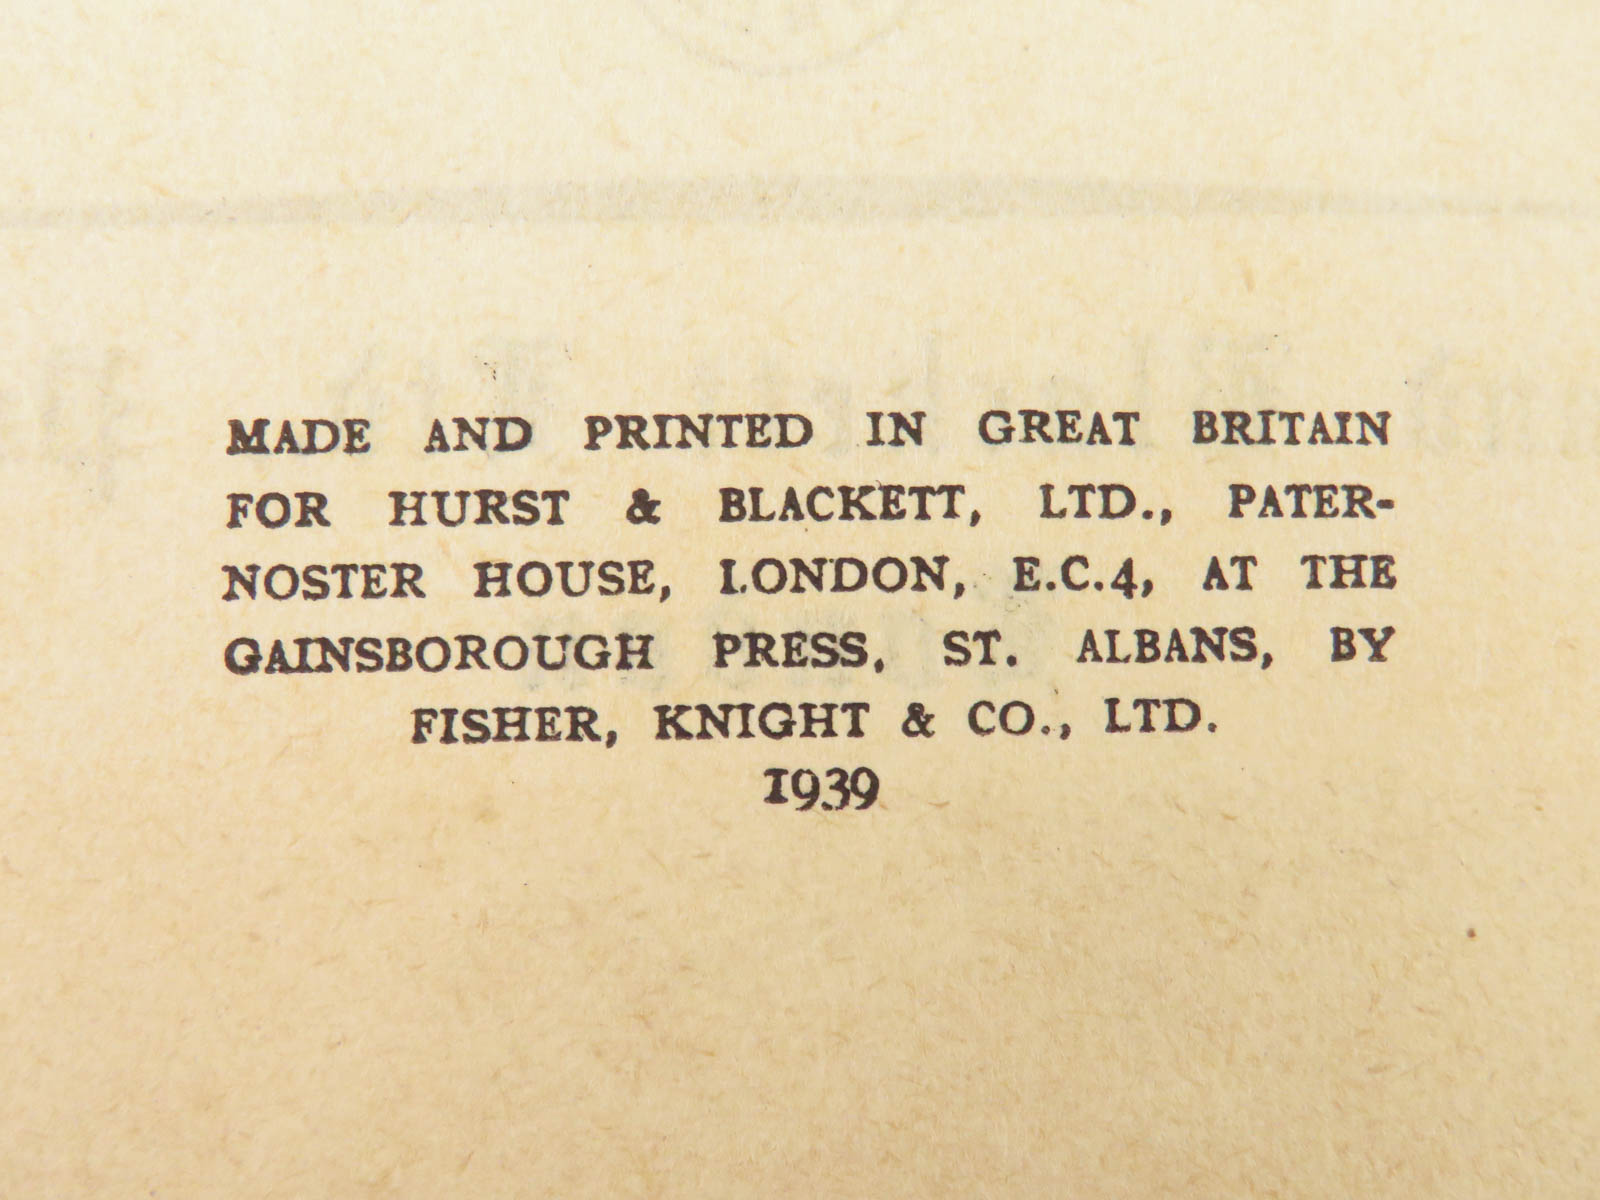 MADE AND PRINTED IN GREAT BRITAIN
FOR HURST & BLACKETT, LTD., PATER-
NOSTER HOUSE, LONDON, E.C.4, AT THE
GAINSBOROUGH PRESS, ST. ALBANS, BY
FISHER, KNIGHT & CO., LTD.
1939